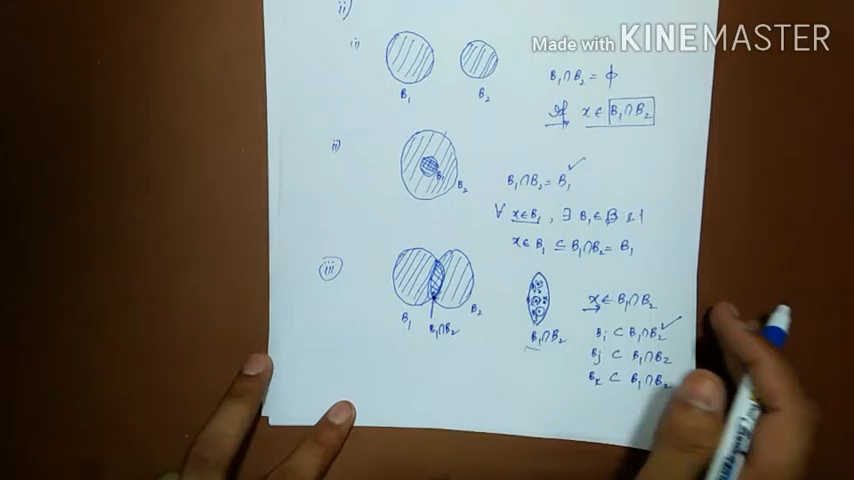 ii)
Made with KINEMASTER
i)
B₁ B₂
B₁∩B₂ = ϕ
If x ∈ B₁∩B₂
ii)
B₁ B₂
B₁∩B₂ = B₁ ✓
∀ x∈B₁, ∃ B₁∈ B s.t
x∈B₁ ⊆ B₁∩B₂ = B₁
iii)
B₁ B₁∩B₂ B₂
B₁∩B₂
x ∈ B₁∩B₂
Bᵢ ⊂ B₁∩B₂ ✓
Bⱼ ⊂ B₁∩B₂
⊂ B₁∩B₂